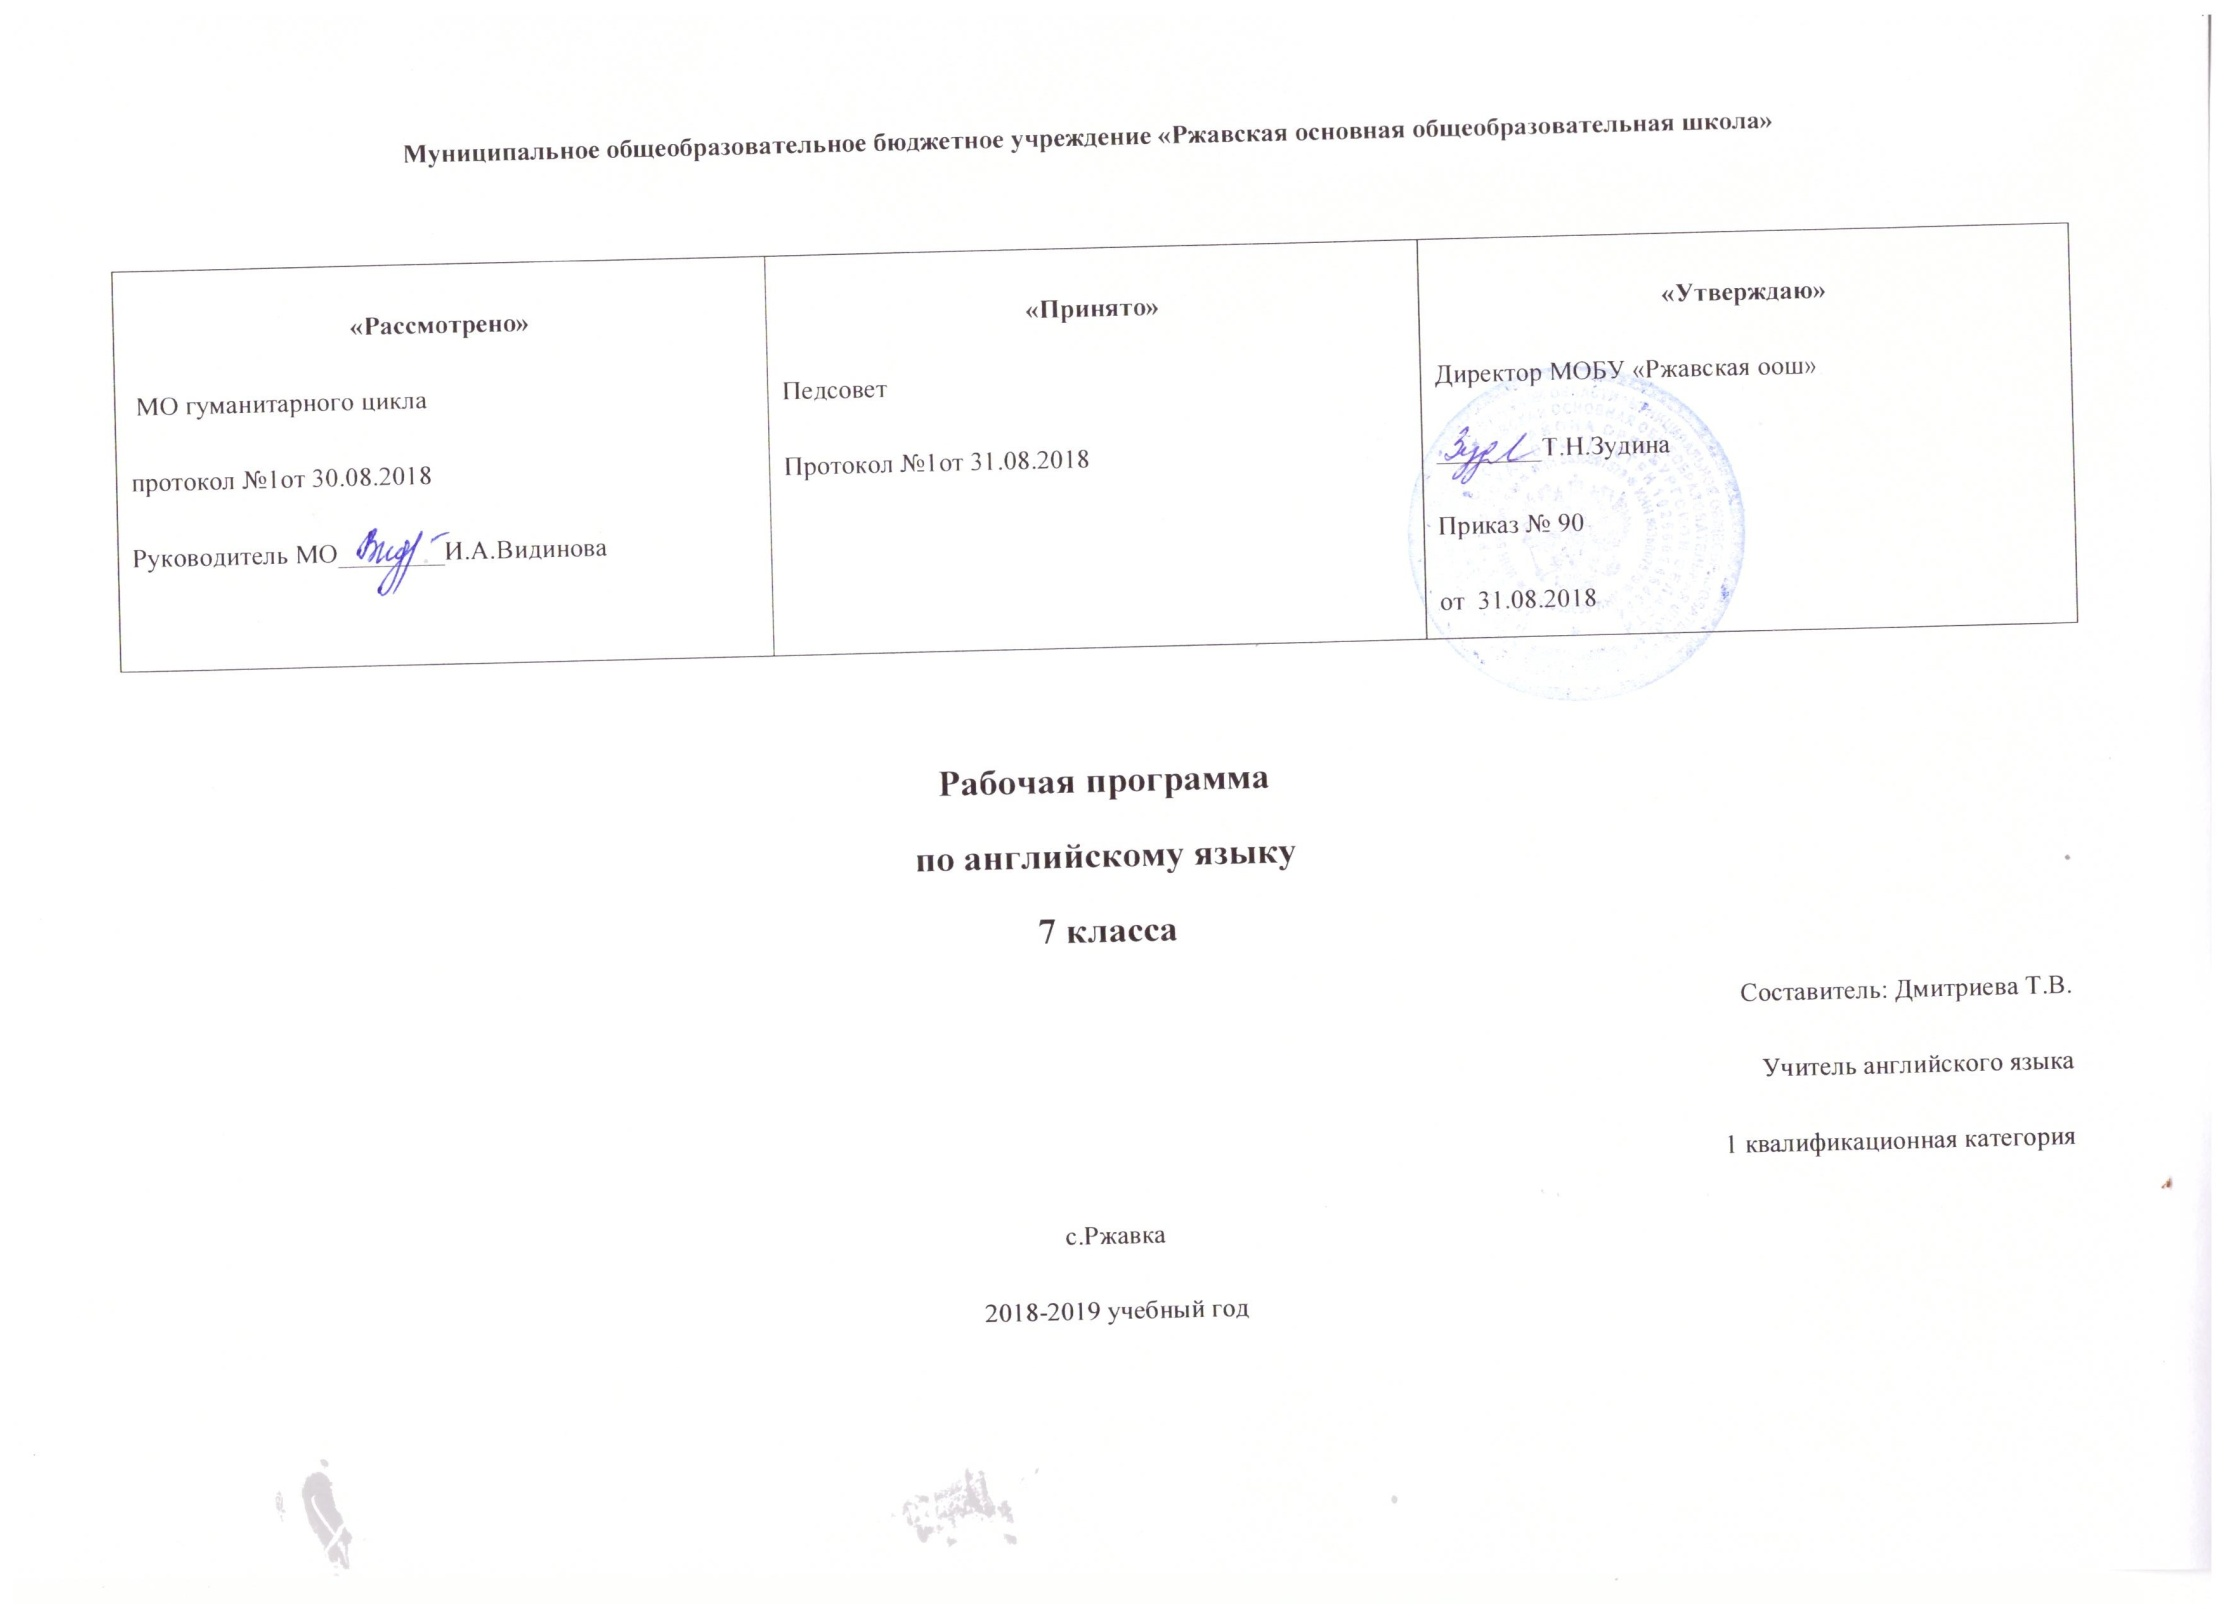 Муниципальное общеобразовательное бюджетное учреждение «Ржавская основная общеобразовательная школа»
«Рассмотрено»
МО гуманитарного цикла
протокол №1от 30.08.2018
Руководитель МО________И.А.Видинова
«Принято»
Педсовет
Протокол №1от 31.08.2018
«Утверждаю»
Директор МОБУ «Ржавская оош»
________Т.Н.Зудина
Приказ № 90
от 31.08.2018
Рабочая программа
по английскому языку
7 класса
Составитель: Дмитриева Т.В.
Учитель английского языка
1 квалификационная категория
с.Ржавка
2018-2019 учебный год